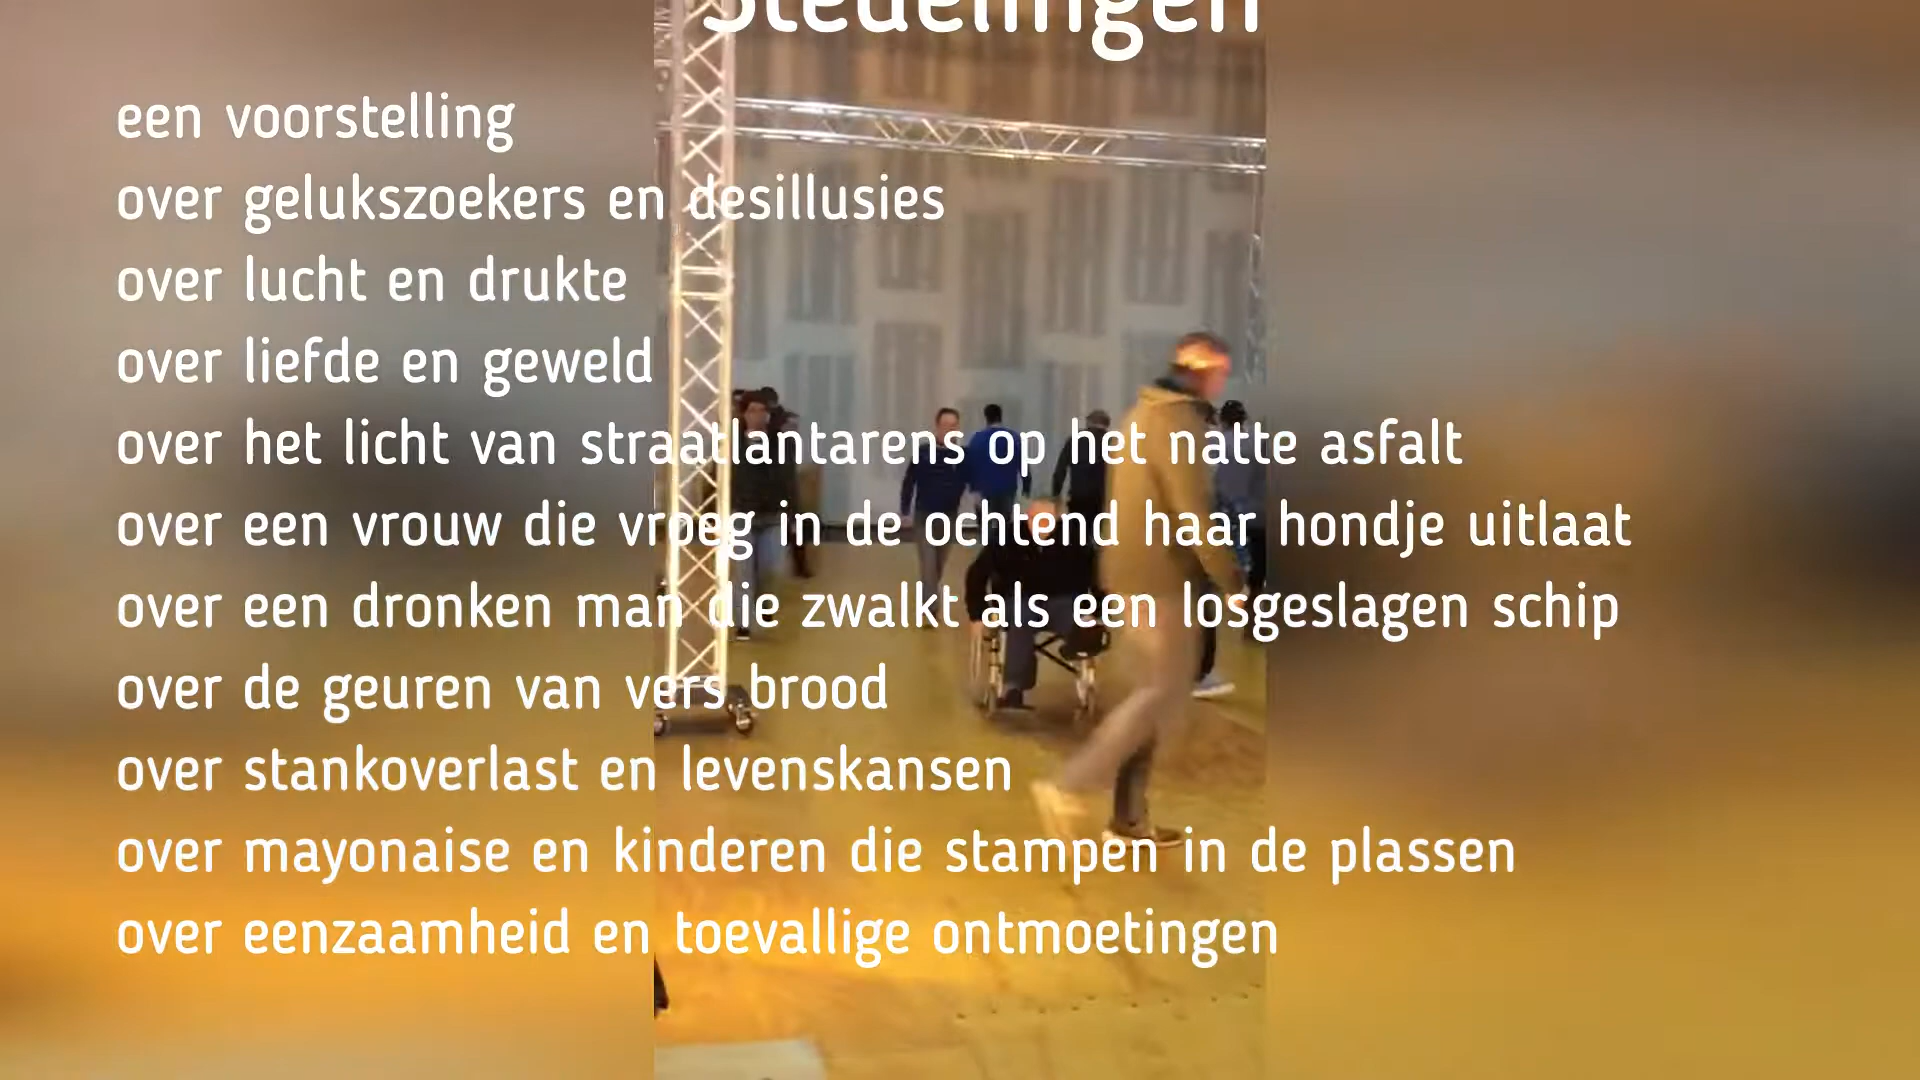 Stedelingen
een voorstelling
over gelukszoekers en desillusies
over lucht en drukte
over liefde en geweld
over het licht van straatlantarens op het natte asfalt
over een vrouw die vroeg in de ochtend haar hondje uitlaat
over een dronken man die zwalkt als een losgeslagen schip
over de geuren van vers brood
over stankoverlast en levenskansen
over mayonaise en kinderen die stampen in de plassen
over eenzaamheid en toevallige ontmoetingen